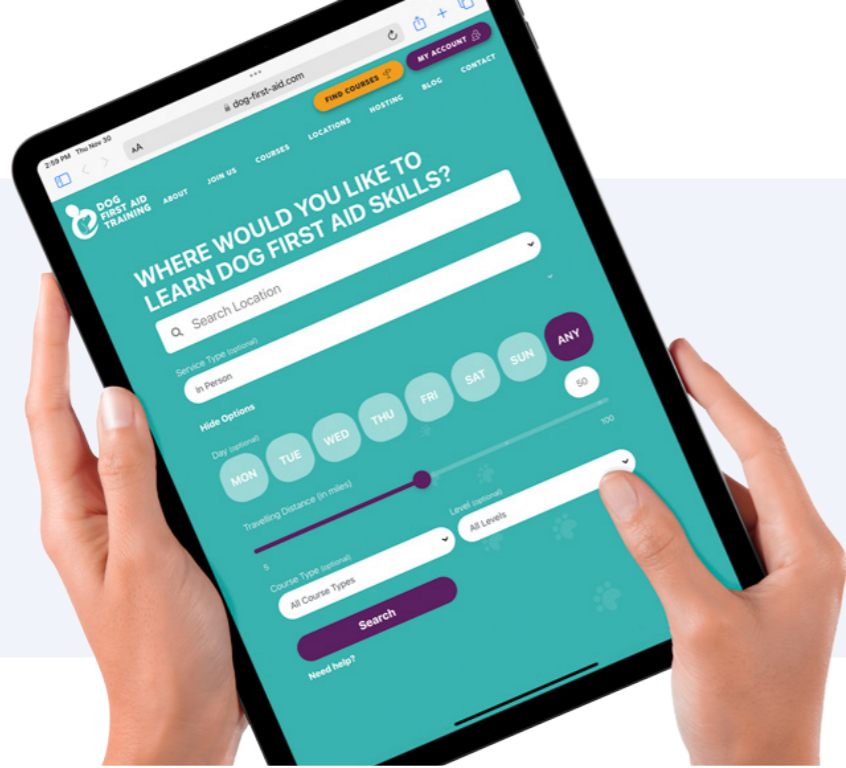 2:59 PM Thu Nov 30
AA
dog-first-aid.com
FIND COURSES
MY ACCOUNT
DOG
FIRST AID
TRAINING
ABOUT
JOIN US
COURSES
LOCATIONS
HOSTING
BLOG
CONTACT
WHERE WOULD YOU LIKE TO
LEARN DOG FIRST AID SKILLS?
Search Location
Service Type (optional)
In Person
Hide Options
Day (optional)
MON TUE WED THU FRI SAT SUN ANY
Travelling Distance (in miles)
50
5
100
Course Type (optional)
All Course Types
Level (optional)
All Levels
Search
Need help?